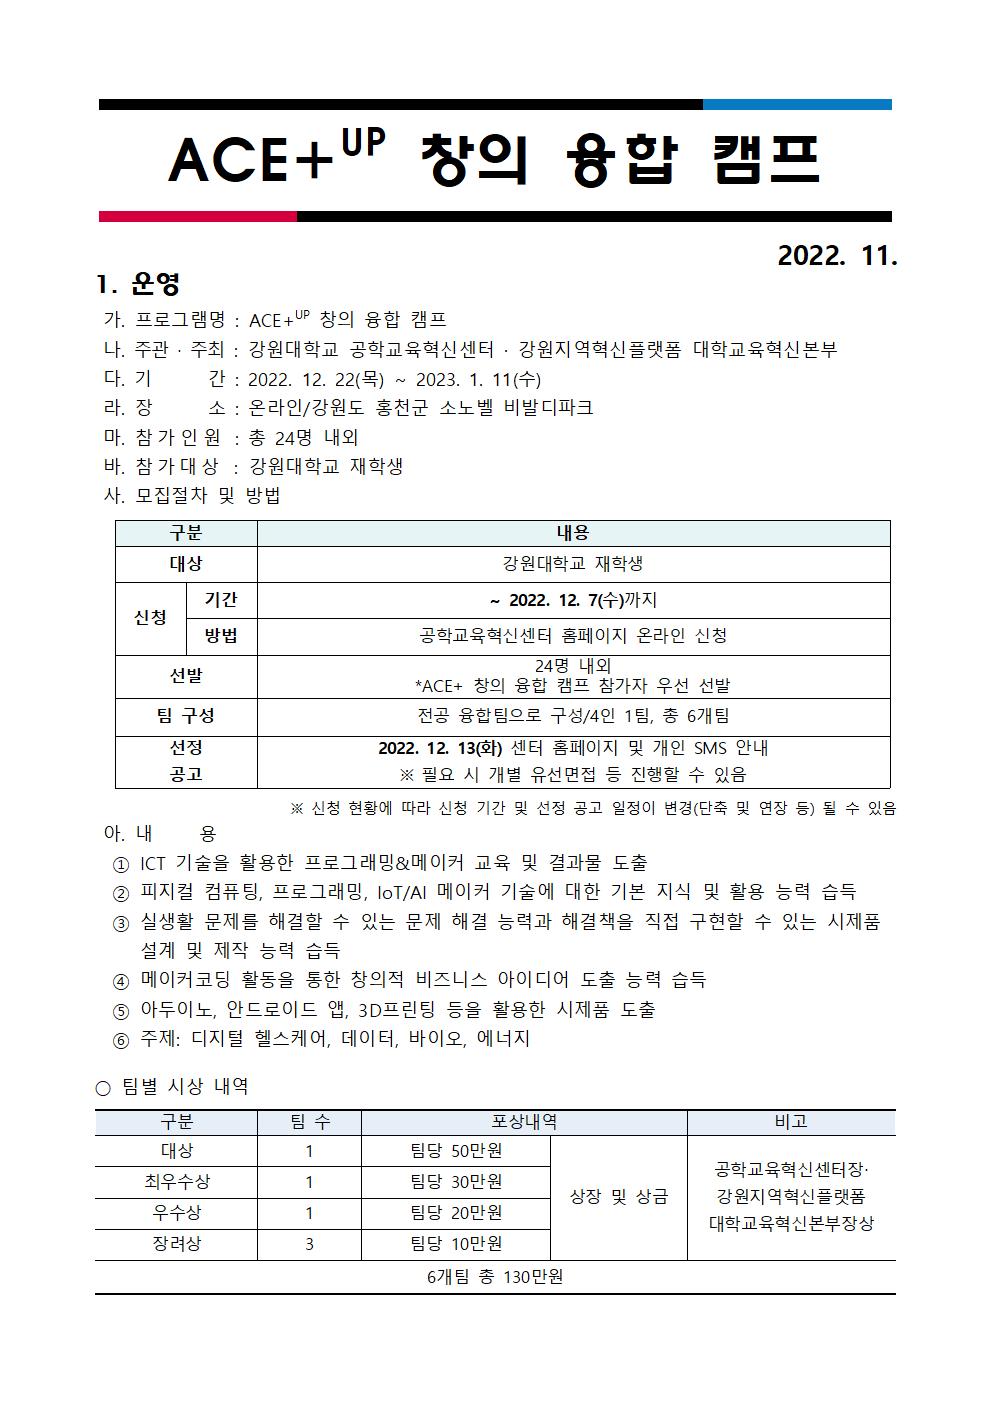 ACE+UP 창의 융합 캠프
2022. 11.
1. 운영
가. 프로그램명 : ACE+UP 창의 융합 캠프
나. 주관 · 주최 : 강원대학교 공학교육혁신센터 · 강원지역혁신플랫폼 대학교육혁신본부
다. 기 간 : 2022. 12. 22(목) ~ 2023. 1. 11(수)
라. 장 소 : 온라인/강원도 홍천군 소노벨 비발디파크
마. 참가인원 : 총 24명 내외
바. 참가대상 : 강원대학교 재학생
사. 모집절차 및 방법
구분 내용
대상 강원대학교 재학생
신청 기간 ~ 2022. 12. 7(수)까지
방법 공학교육혁신센터 홈페이지 온라인 신청
선발 24명 내외
*ACE+ 창의 융합 캠프 참가자 우선 선발
팀 구성 전공 융합팀으로 구성/4인 1팀, 총 6개팀
선정 2022. 12. 13(화) 센터 홈페이지 및 개인 SMS 안내
공고 ※ 필요 시 개별 유선면접 등 진행할 수 있음
※ 신청 현황에 따라 신청 기간 및 선정 공고 일정이 변경(단축 및 연장 등) 될 수 있음
아. 내 용
① ICT 기술을 활용한 프로그래밍&메이커 교육 및 결과물 도출
② 피지컬 컴퓨팅, 프로그래밍, IoT/AI 메이커 기술에 대한 기본 지식 및 활용 능력 습득
③ 실생활 문제를 해결할 수 있는 문제 해결 능력과 해결책을 직접 구현할 수 있는 시제품
설계 및 제작 능력 습득
④ 메이커코딩 활동을 통한 창의적 비즈니스 아이디어 도출 능력 습득
⑤ 아두이노, 안드로이드 앱, 3D프린팅 등을 활용한 시제품 도출
⑥ 주제: 디지털 헬스케어, 데이터, 바이오, 에너지
○ 팀별 시상 내역
구분 팀 수 포상내역 비고
대상 1 팀당 50만원
최우수상 1 팀당 30만원
우수상 1 팀당 20만원
장려상 3 팀당 10만원
상장 및 상금
공학교육혁신센터장·
강원지역혁신플랫폼
대학교육혁신본부장상
6개팀 총 130만원